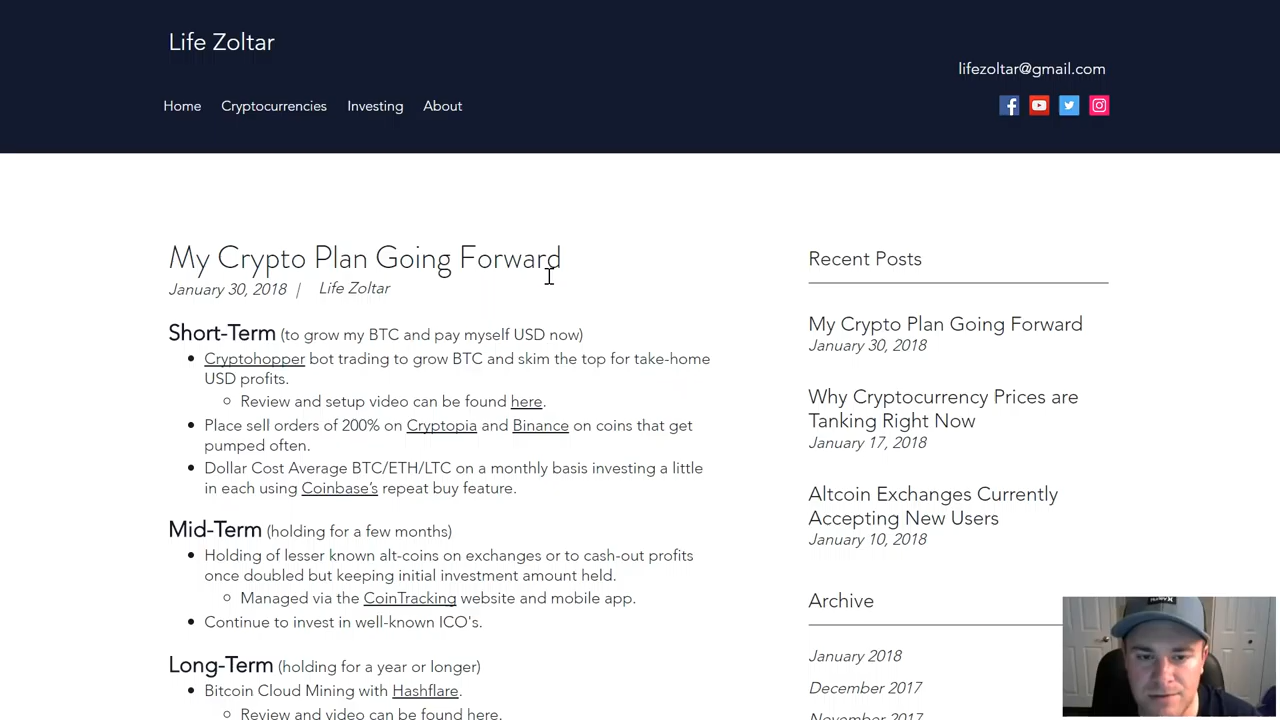 Life Zoltar
lifezoltar@gmail.com
Home Cryptocurrencies Investing About
My Crypto Plan Going Forward
January 30, 2018 | Life Zoltar
Short-Term (to grow my BTC and pay myself USD now)
Cryptohopper bot trading to grow BTC and skim the top for take-home
USD profits.
Review and setup video can be found here.
Place sell orders of 200% on Cryptopia and Binance on coins that get
pumped often.
Dollar Cost Average BTC/ETH/LTC on a monthly basis investing a little
in each using Coinbase's repeat buy feature.
Mid-Term (holding for a few months)
Holding of lesser known alt-coins on exchanges or to cash-out profits
once doubled but keeping initial investment amount held.
Managed via the CoinTracking website and mobile app.
Continue to invest in well-known ICO's.
Long-Term (holding for a year or longer)
Bitcoin Cloud Mining with Hashflare.
Review and video can be found here.
Recent Posts
My Crypto Plan Going Forward
January 30, 2018
Why Cryptocurrency Prices are
Tanking Right Now
January 17, 2018
Altcoin Exchanges Currently
Accepting New Users
January 10, 2018
Archive
January 2018
December 2017
November 2017